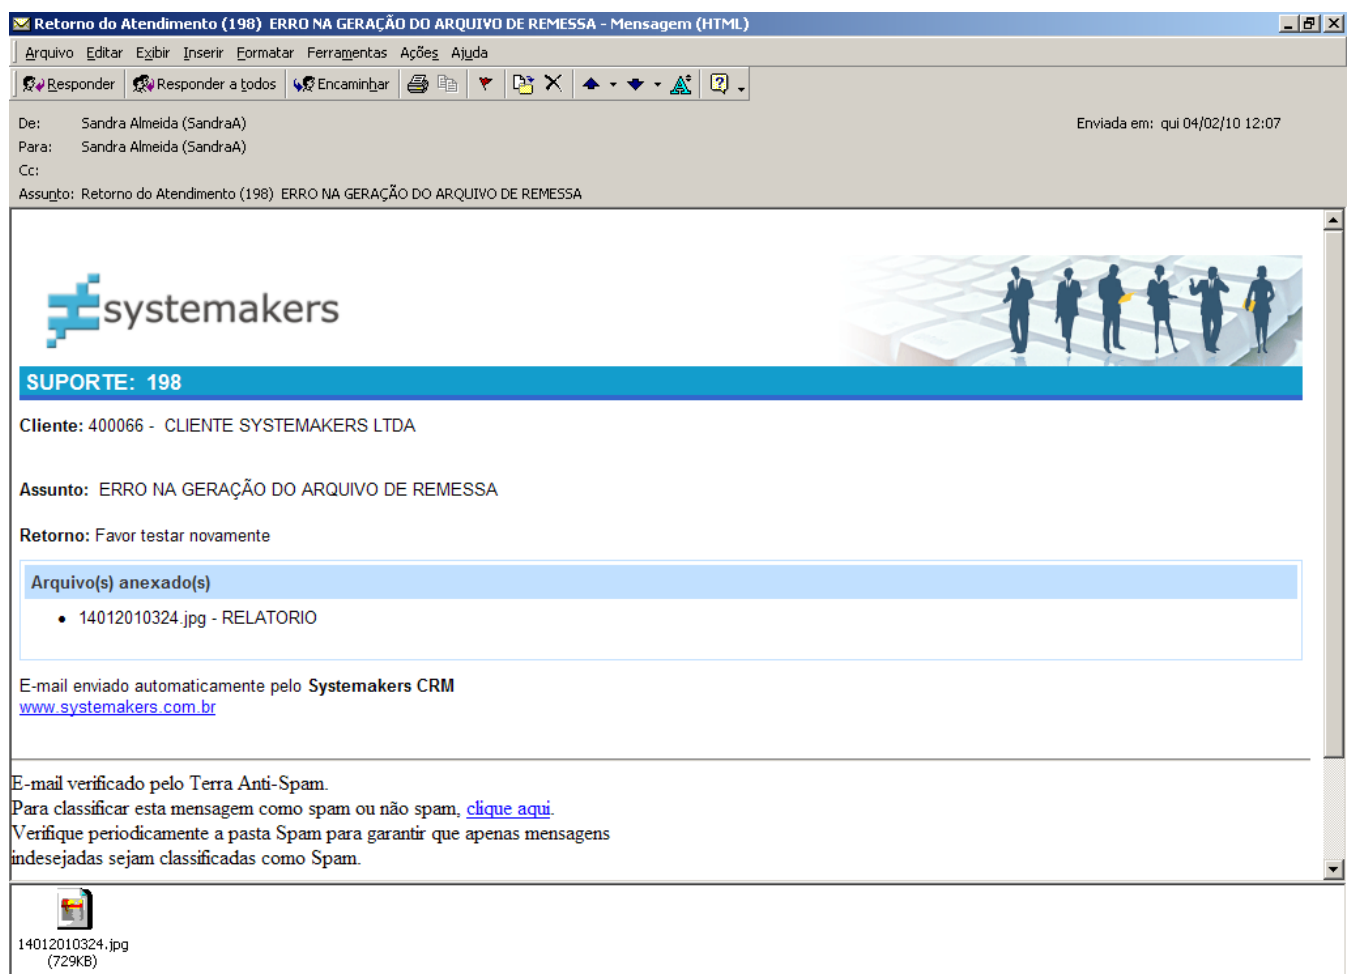 Retorno do Atendimento (198) ERRO NA GERAÇÃO DO ARQUIVO DE REMESSA - Mensagem (HTML)
Arquivo Editar Exibir Inserir Formatar Ferramentas Ações Ajuda
Responder Responder a todos Encaminhar
De: Sandra Almeida (SandraA) Enviada em: qui 04/02/10 12:07
Para: Sandra Almeida (SandraA)
Cc:
Assunto: Retorno do Atendimento (198) ERRO NA GERAÇÃO DO ARQUIVO DE REMESSA
systemakers
SUPORTE: 198
Cliente: 400066 - CLIENTE SYSTEMAKERS LTDA
Assunto: ERRO NA GERAÇÃO DO ARQUIVO DE REMESSA
Retorno: Favor testar novamente
Arquivo(s) anexado(s)
• 14012010324.jpg - RELATORIO
E-mail enviado automaticamente pelo Systemakers CRM
www.systemakers.com.br
E-mail verificado pelo Terra Anti-Spam.
Para classificar esta mensagem como spam ou não spam, clique aqui.
Verifique periodicamente a pasta Spam para garantir que apenas mensagens
indesejadas sejam classificadas como Spam.
14012010324.jpg
(729KB)